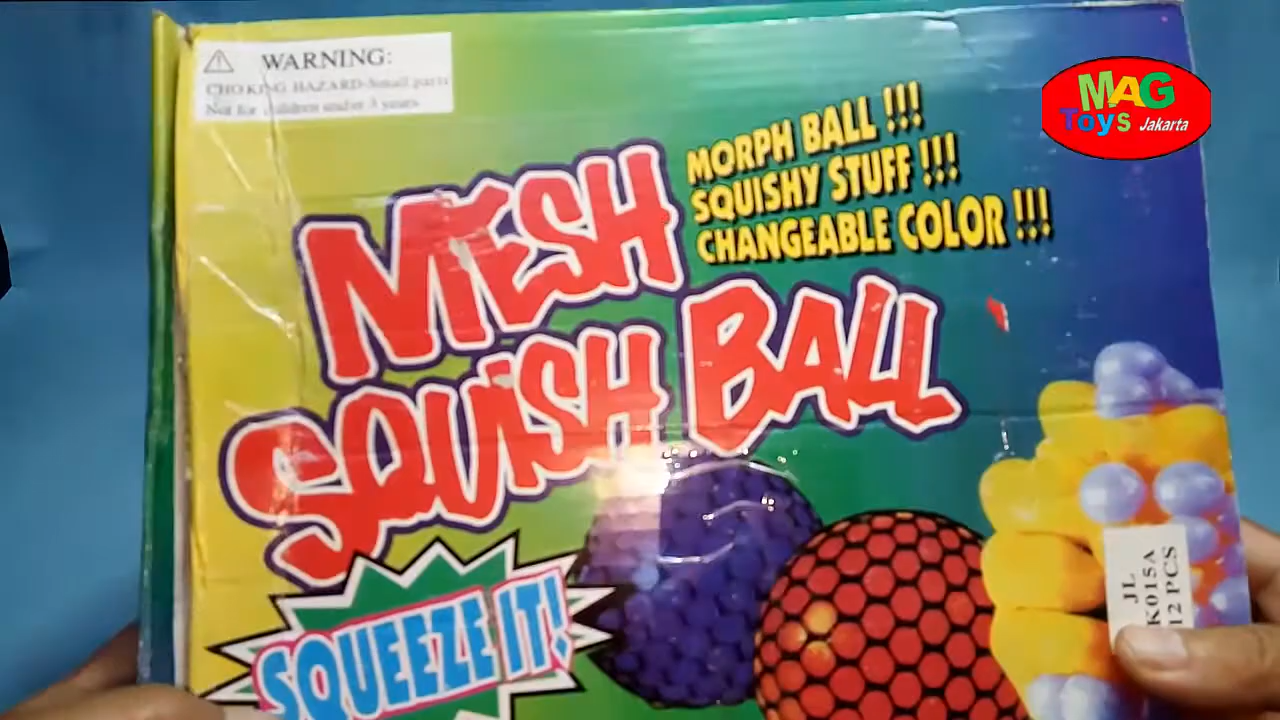 WARNING:
CHOKING HAZARD-Small parts
Not for children under 3 years
MAG
Toys Jakarta
MORPH BALL !!!
SQUISHY STUFF !!!
CHANGEABLE COLOR !!!
MESH
SQUISH BALL
SQUEEZE IT!
JL
K015A
12 PCS